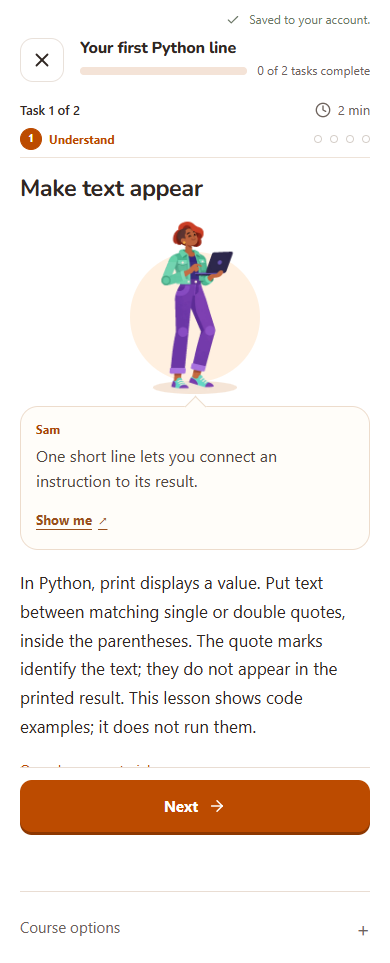 Saved to your account.
Your first Python line
0 of 2 tasks complete
Task 1 of 2
2 min
1 Understand
Make text appear
Sam
One short line lets you connect an
instruction to its result.
Show me ↗
In Python, print displays a value. Put text
between matching single or double quotes,
inside the parentheses. The quote marks
identify the text; they do not appear in the
printed result. This lesson shows code
examples; it does not run them.
Next →
Course options +